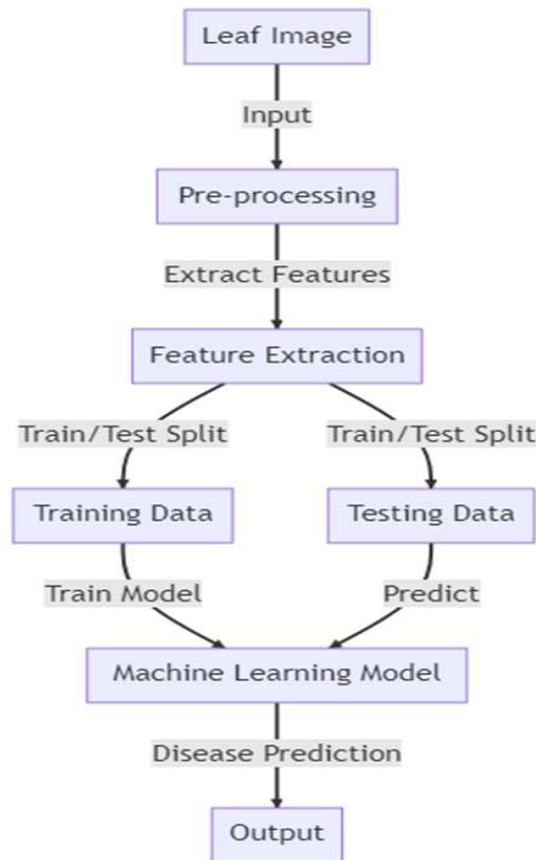 Leaf Image
Input
Pre-processing
Extract Features
Feature Extraction
Train/Test Split
Train/Test Split
Training Data
Testing Data
Train Model
Predict
Machine Learning Model
Disease Prediction
Output